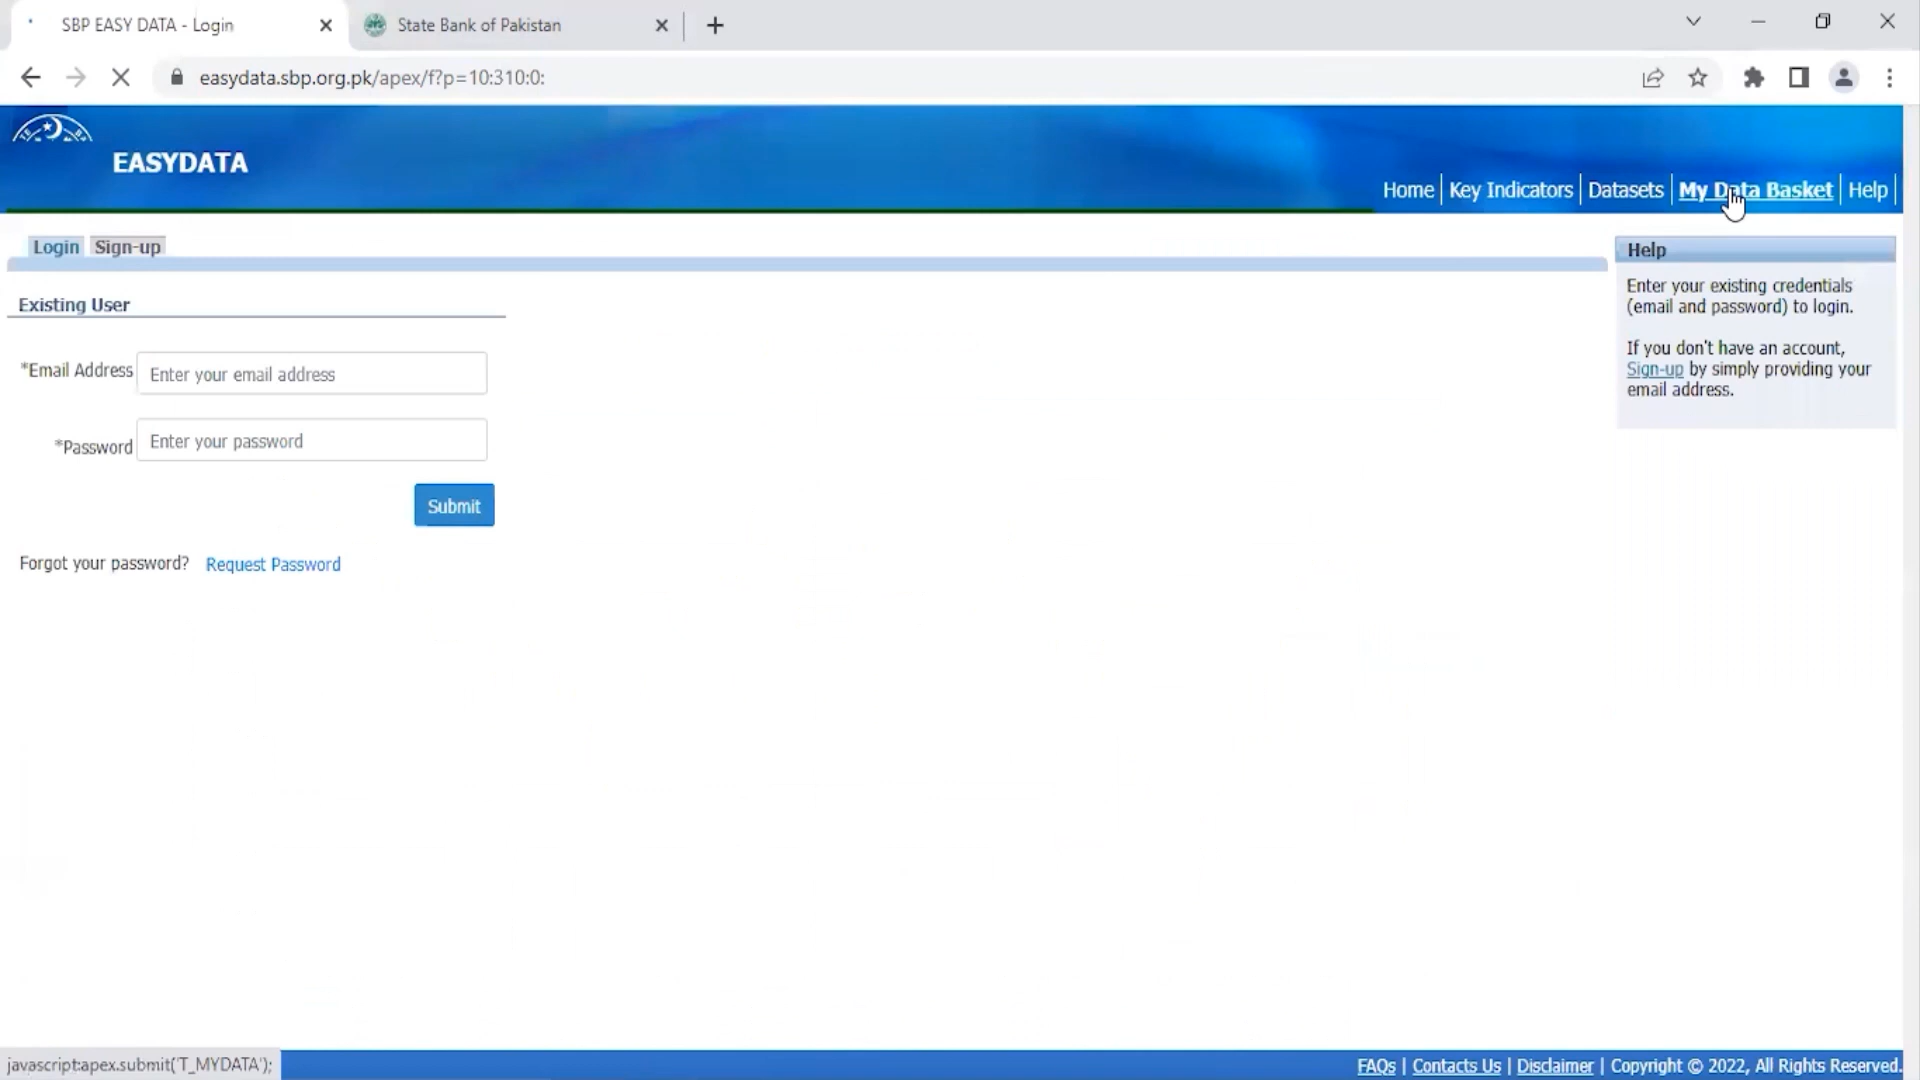 SBP EASY DATA - Login
State Bank of Pakistan
easydata.sbp.org.pk/apex/f?p=10:310:0:
EASYDATA
Home | Key Indicators | Datasets | My Data Basket | Help |
Login Sign-up
Help
Enter your existing credentials
(email and password) to login.
If you don't have an account,
Sign-up by simply providing your
email address.
Existing User
*Email Address Enter your email address
*Password Enter your password
Submit
Forgot your password? Request Password
javascript:apex.submit('T_MYDATA');
FAQs | Contacts Us | Disclaimer | Copyright © 2022, All Rights Reserved.